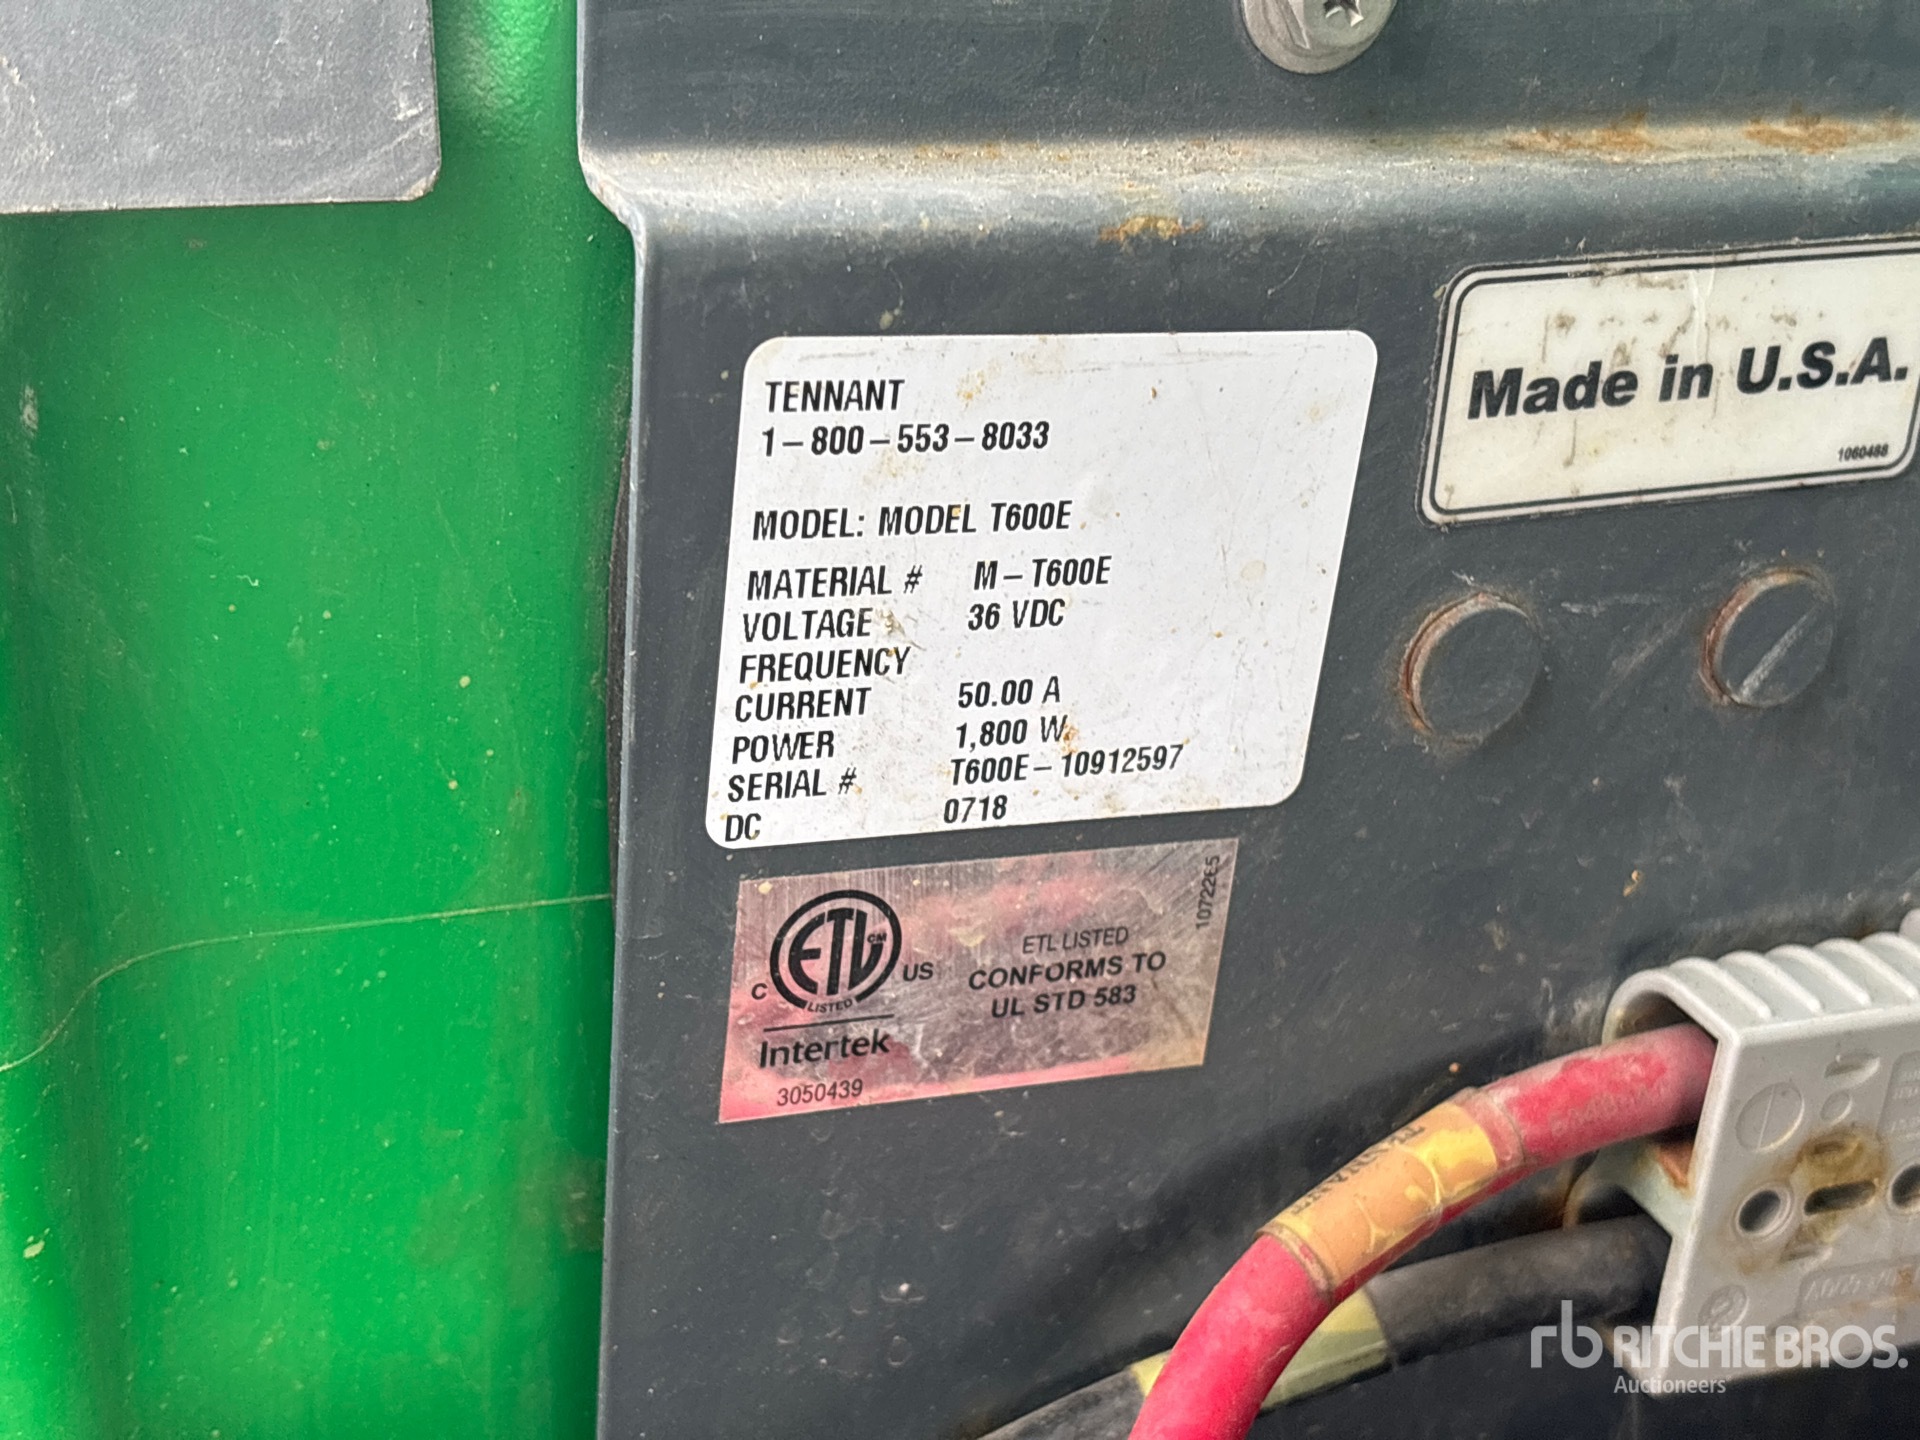 TENNANT
1-800-553-8033
MODEL: MODEL T600E
MATERIAL # M-T600E
VOLTAGE 36 VDC
FREQUENCY
CURRENT 50.00 A
POWER 1,800 W
SERIAL # T600E-10912597
DC 0718
Made in U.S.A.
1060488
ETL CM
LISTED
C US
Intertek
3050439
ETL LISTED
CONFORMS TO
UL STD 583
1072265
rb RITCHIE BROS.
Auctioneers